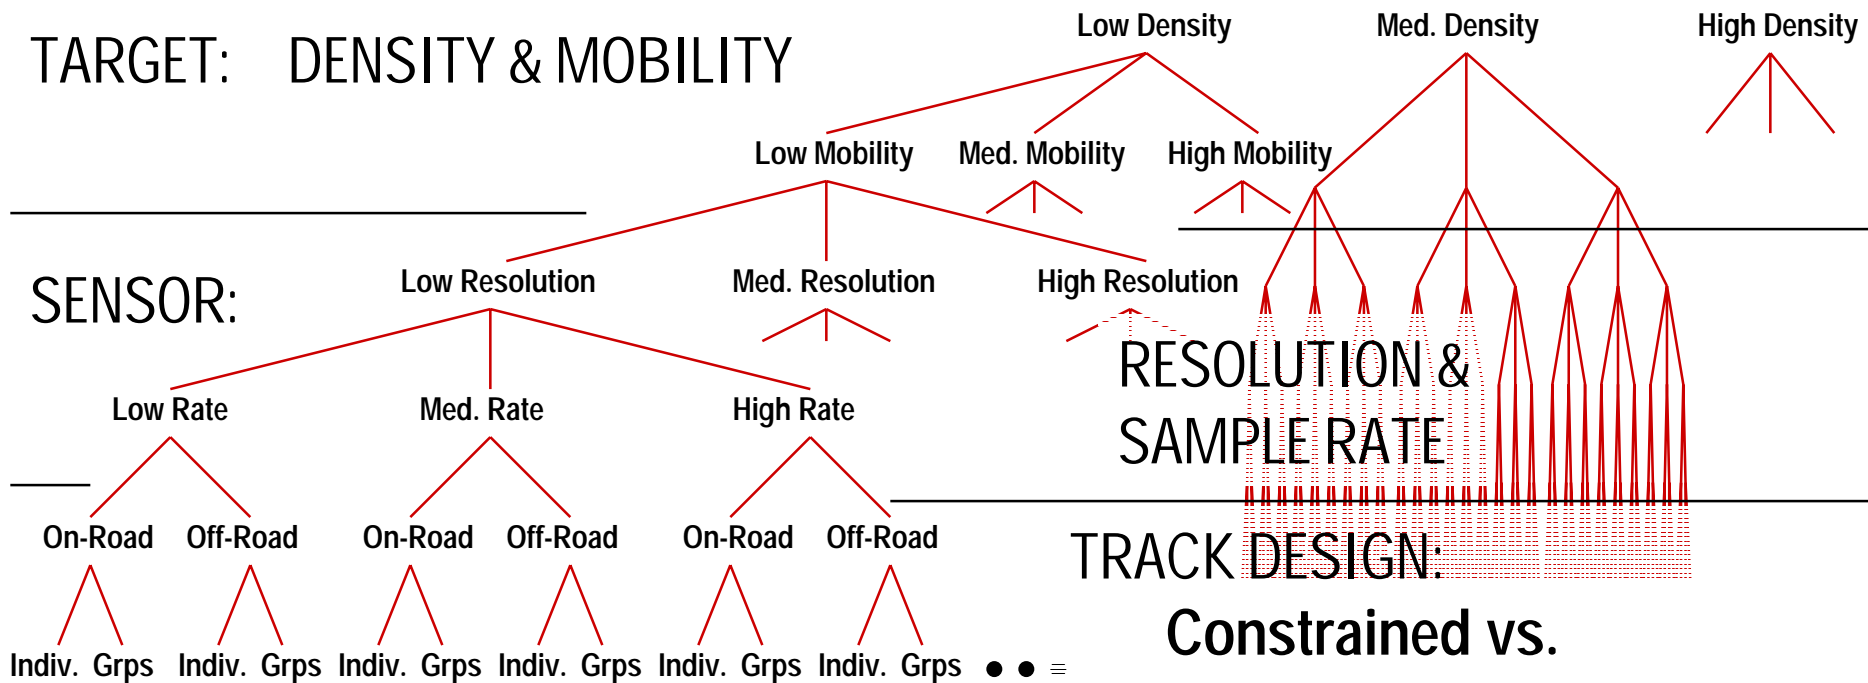 Low Density Med. Density High Density
TARGET: DENSITY & MOBILITY
Low Mobility Med. Mobility High Mobility
SENSOR:
Low Resolution Med. Resolution High Resolution
RESOLUTION &
Low Rate Med. Rate High Rate
SAMPLE RATE
On-Road Off-Road On-Road Off-Road On-Road Off-Road
TRACK DESIGN:
Constrained vs.
Indiv. Grps Indiv. Grps Indiv. Grps Indiv. Grps Indiv. Grps Indiv. Grps